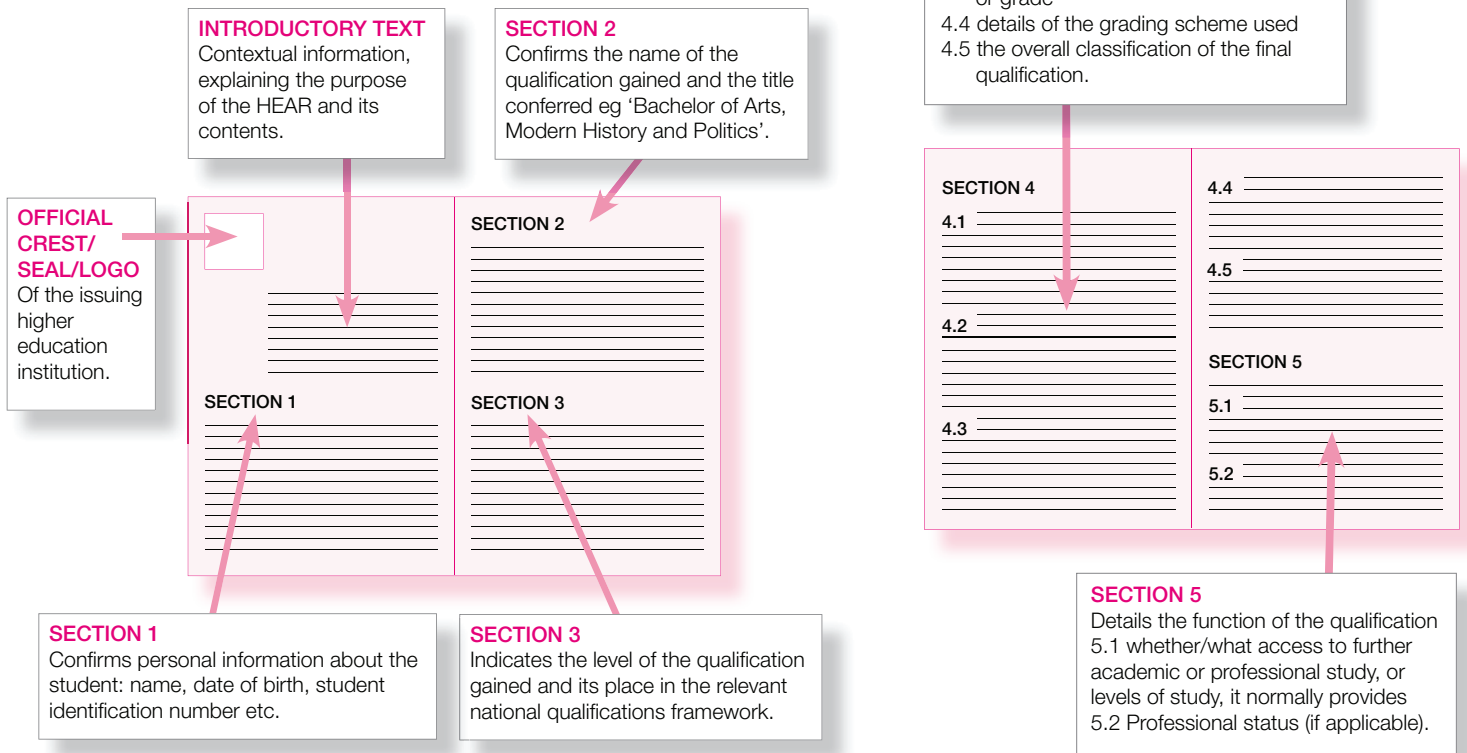 INTRODUCTORY TEXT
Contextual information,
explaining the purpose
of the HEAR and its
contents.
SECTION 2
Confirms the name of the
qualification gained and the title
conferred eg ‘Bachelor of Arts,
Modern History and Politics’.
OFFICIAL
CREST/
SEAL/LOGO
Of the issuing
higher
education
institution.
SECTION 2
SECTION 1
SECTION 3
SECTION 1
Confirms personal information about the
student: name, date of birth, student
identification number etc.
SECTION 3
Indicates the level of the qualification
gained and its place in the relevant
national qualifications framework.
or grade
4.4 details of the grading scheme used
4.5 the overall classification of the final
qualification.
SECTION 4
4.1
4.2
4.3
4.4
4.5
SECTION 5
5.1
5.2
SECTION 5
Details the function of the qualification
5.1 whether/what access to further
academic or professional study, or
levels of study, it normally provides
5.2 Professional status (if applicable).